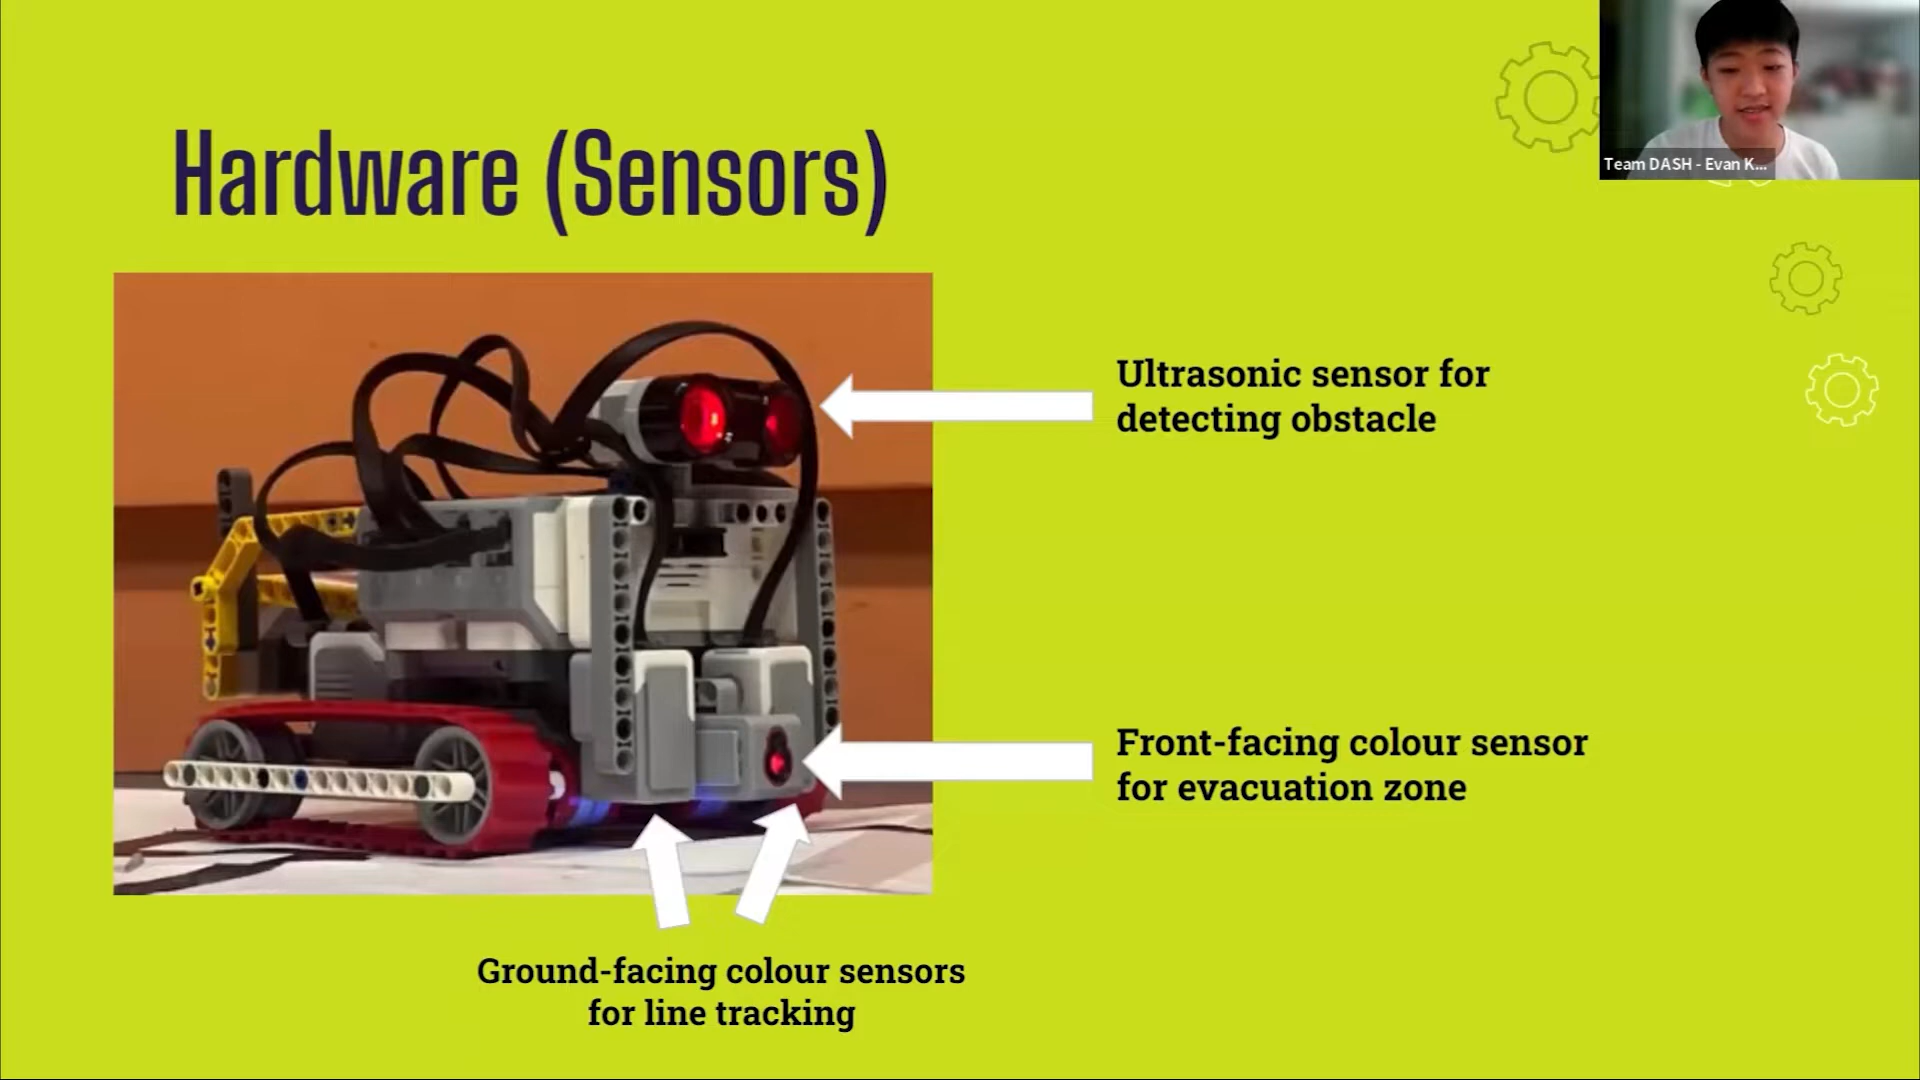 Hardware (Sensors)
Team DASH - Evan K...
Ultrasonic sensor for
detecting obstacle
Front-facing colour sensor
for evacuation zone
Ground-facing colour sensors
for line tracking